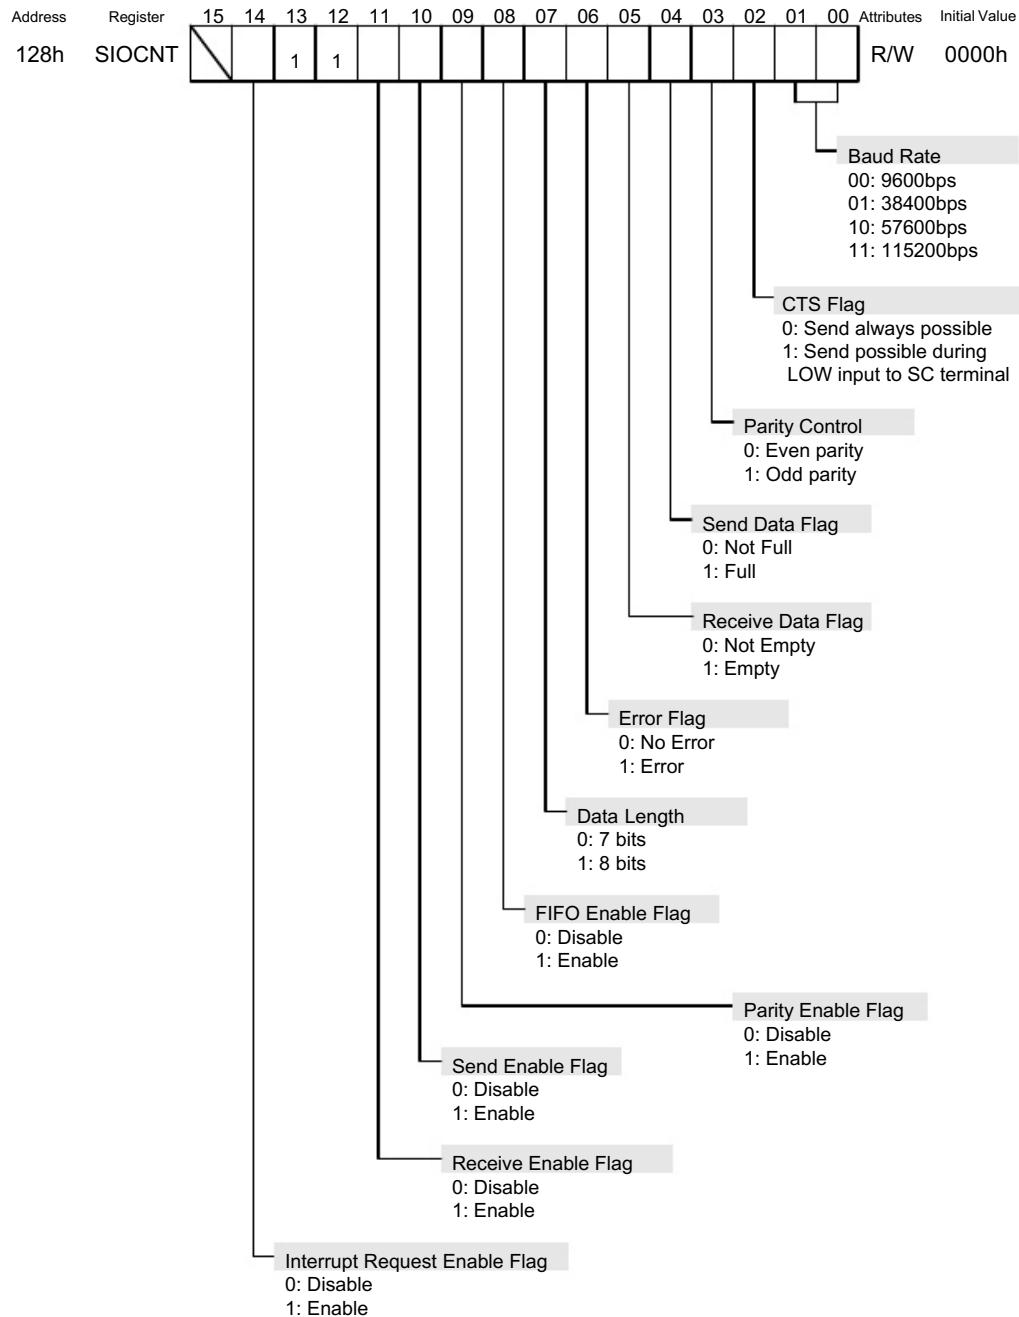 Address Register 15 14 13 12 11 10 09 08 07 06 05 04 03 02 01 00 Attributes Initial Value
128h SIOCNT 1 1 R/W 0000h
Baud Rate
00: 9600bps
01: 38400bps
10: 57600bps
11: 115200bps
CTS Flag
0: Send always possible
1: Send possible during
LOW input to SC terminal
Parity Control
0: Even parity
1: Odd parity
Send Data Flag
0: Not Full
1: Full
Receive Data Flag
0: Not Empty
1: Empty
Error Flag
0: No Error
1: Error
Data Length
0: 7 bits
1: 8 bits
FIFO Enable Flag
0: Disable
1: Enable
Parity Enable Flag
0: Disable
1: Enable
Send Enable Flag
0: Disable
1: Enable
Receive Enable Flag
0: Disable
1: Enable
Interrupt Request Enable Flag
0: Disable
1: Enable